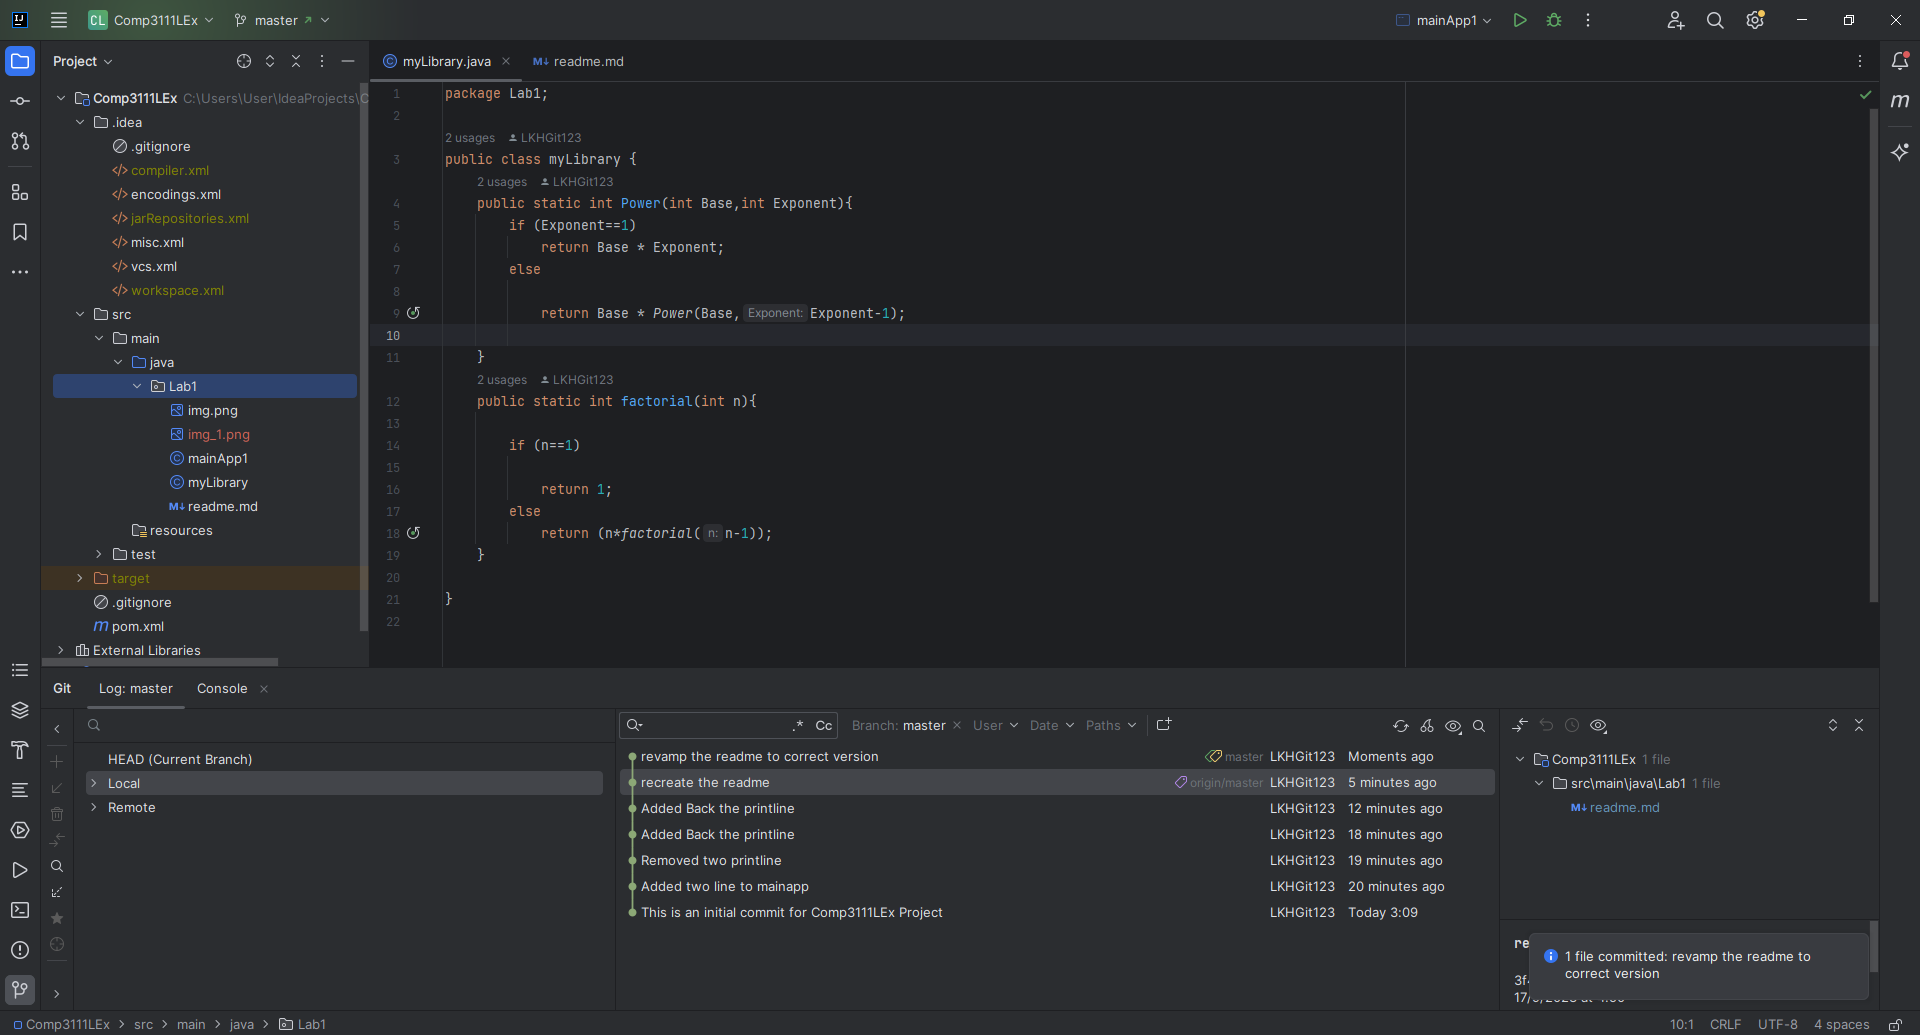 CL Comp3111LEx master mainApp1
Project
myLibrary.java
readme.md
Comp3111LEx C:\Users\User\IdeaProjects\C
.idea
.gitignore
compiler.xml
encodings.xml
jarRepositories.xml
misc.xml
vcs.xml
workspace.xml
src
main
java
Lab1
img.png
img_1.png
mainApp1
myLibrary
readme.md
resources
test
target
.gitignore
pom.xml
External Libraries
1 package Lab1;
2
2 usages LKHGit123
3 public class myLibrary {
2 usages LKHGit123
4 public static int Power(int Base,int Exponent){
5 if (Exponent==1)
6 return Base * Exponent;
7 else
8
9 return Base * Power(Base, Exponent: Exponent-1);
10
11 }
2 usages LKHGit123
12 public static int factorial(int n){
13
14 if (n==1)
15
16 return 1;
17 else
18 return (n*factorial( n: n-1));
19 }
20
21 }
22
Git Log: master Console
HEAD (Current Branch)
Local
Remote
.* Cc Branch: master User Date Paths
revamp the readme to correct version master LKHGit123 Moments ago
recreate the readme origin/master LKHGit123 5 minutes ago
Added Back the printline LKHGit123 12 minutes ago
Added Back the printline LKHGit123 18 minutes ago
Removed two printline LKHGit123 19 minutes ago
Added two line to mainapp LKHGit123 20 minutes ago
This is an initial commit for Comp3111LEx Project LKHGit123 Today 3:09
Comp3111LEx 1 file
src\main\java\Lab1 1 file
readme.md
re
1 file committed: revamp the readme to
correct version
Comp3111LEx > src > main > java > Lab1
10:1 CRLF UTF-8 4 spaces